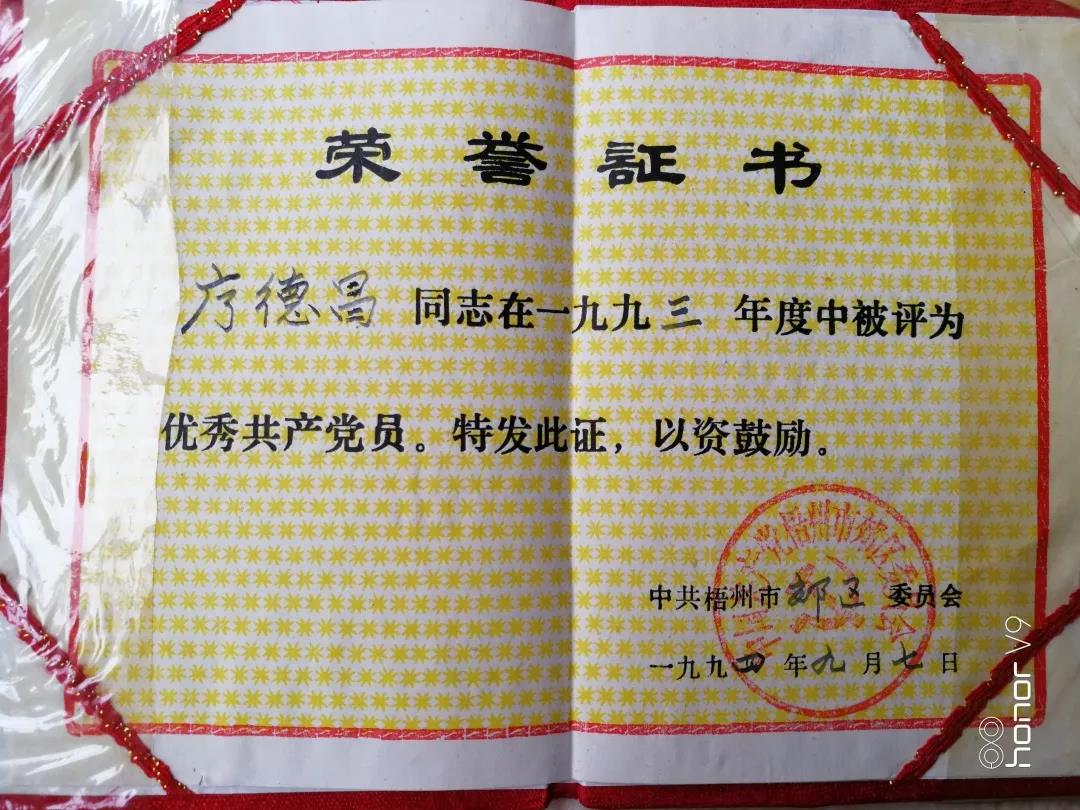 荣誉証书
德昌 同志在一九九三 年度中被评为
优秀共产党员。特发此证，以资鼓励。
中共梧州市郊区委员会
一九九四年九月七日
honor V9